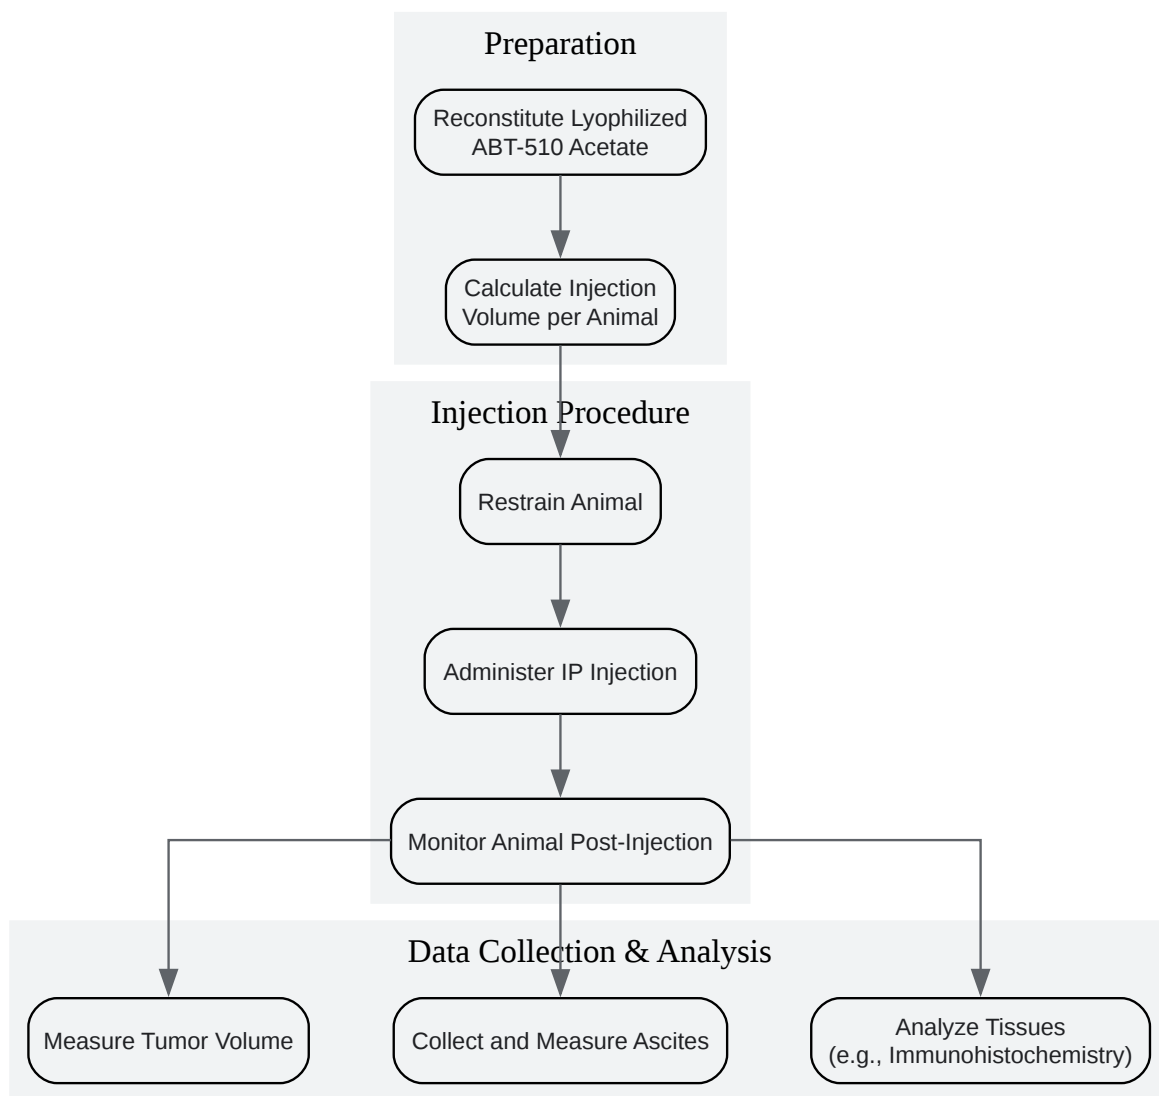 Preparation
Reconstitute Lyophilized
ABT-510 Acetate
Calculate Injection
Volume per Animal
Injection Procedure
Restrain Animal
Administer IP Injection
Monitor Animal Post-Injection
Data Collection & Analysis
Measure Tumor Volume
Collect and Measure Ascites
Analyze Tissues
(e.g., Immunohistochemistry)